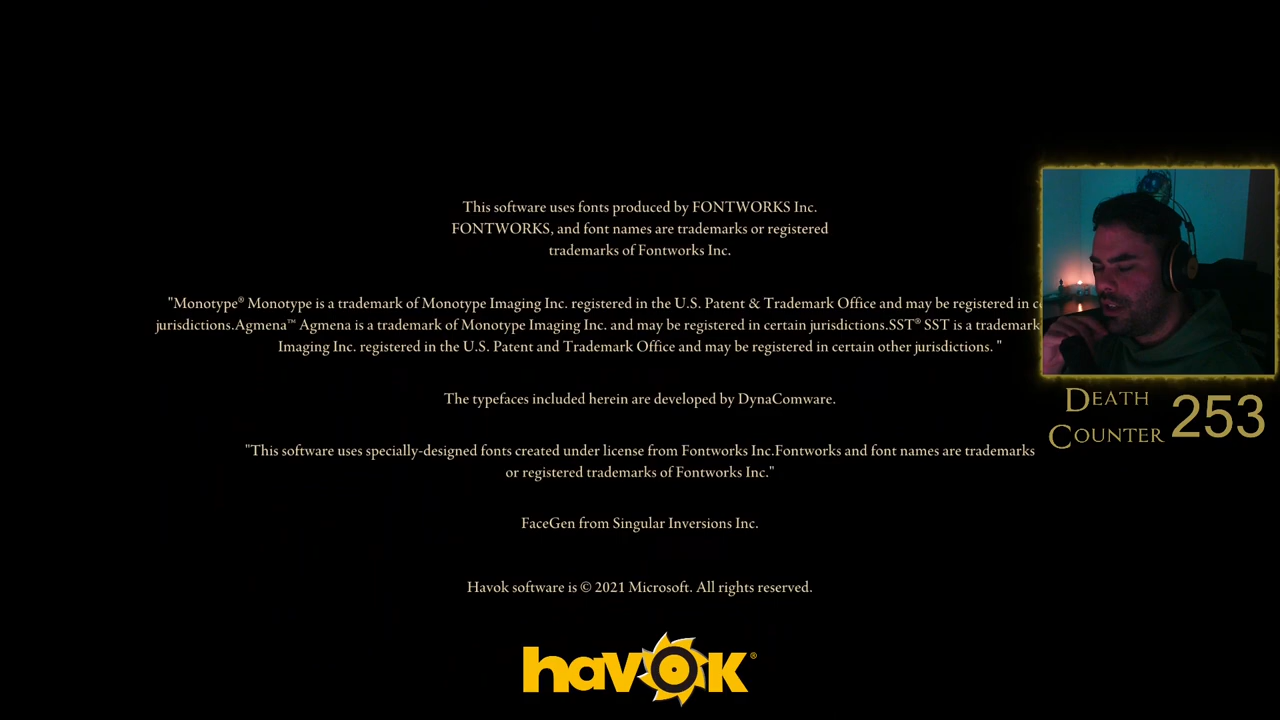 This software uses fonts produced by FONTWORKS Inc.
FONTWORKS, and font names are trademarks or registered
trademarks of Fontworks Inc.
"Monotype® Monotype is a trademark of Monotype Imaging Inc. registered in the U.S. Patent & Trademark Office and may be registered in
jurisdictions.Agmena™ Agmena is a trademark of Monotype Imaging Inc. and may be registered in certain jurisdictions.SST® SST is a trademark
Imaging Inc. registered in the U.S. Patent and Trademark Office and may be registered in certain other jurisdictions. "
The typefaces included herein are developed by DynaComware.
"This software uses specially-designed fonts created under license from Fontworks Inc.Fontworks and font names are trademarks
or registered trademarks of Fontworks Inc."
FaceGen from Singular Inversions Inc.
Havok software is © 2021 Microsoft. All rights reserved.
havok®
Death
Counter 253